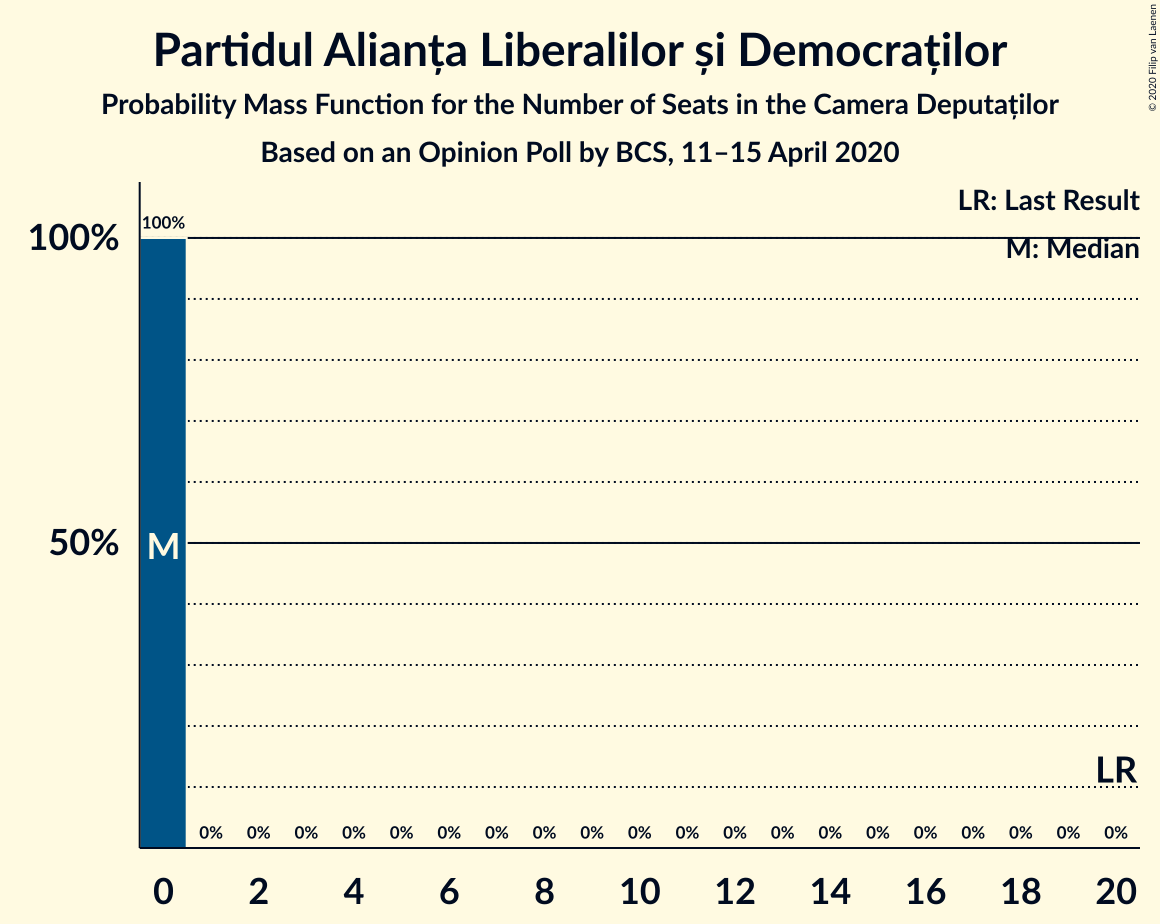 Partidul Alianța Liberalilor și Democraților
Probability Mass Function for the Number of Seats in the Camera Deputaților
Based on an Opinion Poll by BCS, 11–15 April 2020
© 2020 Filip van Laenen
LR: Last Result
M: Median
100%
100%
50%
M
LR
0% 0% 0% 0% 0% 0% 0% 0% 0% 0% 0% 0% 0% 0% 0% 0% 0% 0% 0% 0%
0 2 4 6 8 10 12 14 16 18 20